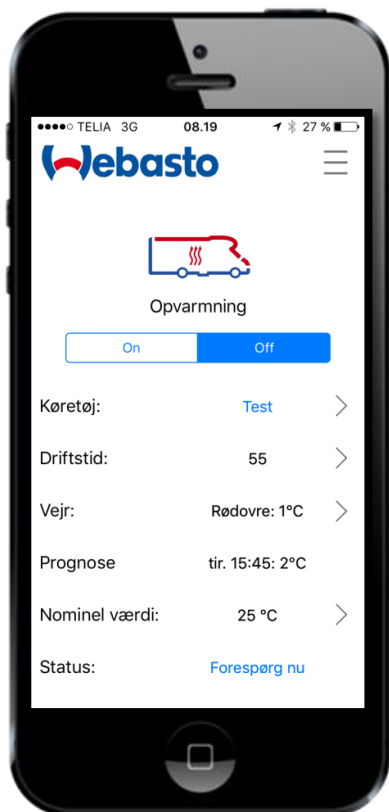 TELIA 3G 08.19 27 %
Webasto
Opvarmning
On Off
Køretøj: Test
Driftstid: 55
Vejr: Rødovre: 1°C
Prognose tir. 15:45: 2°C
Nominel værdi: 25 °C
Status: Forespørg nu